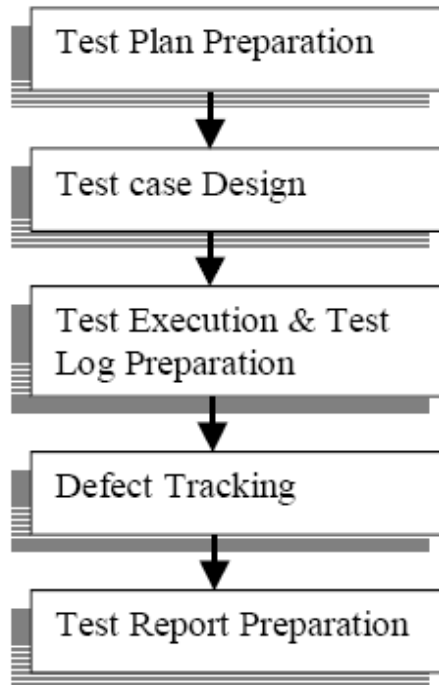 Test Plan Preparation
Test case Design
Test Execution & Test
Log Preparation
Defect Tracking
Test Report Preparation